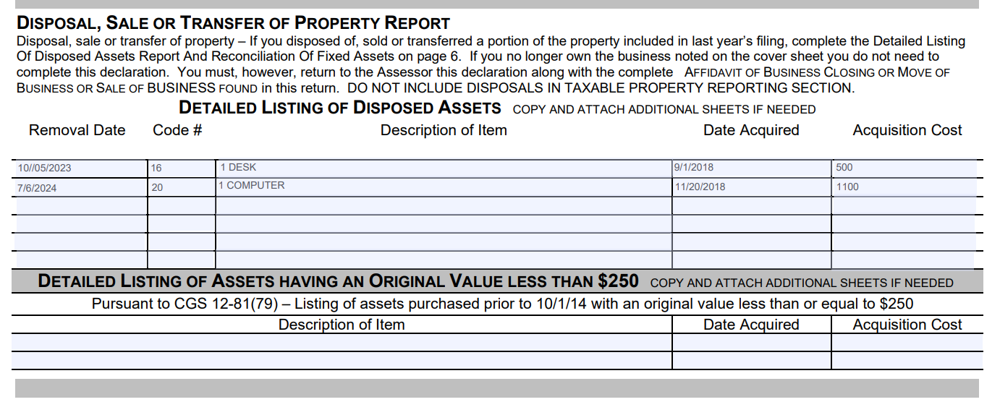 DISPOSAL, SALE OR TRANSFER OF PROPERTY REPORT
Disposal, sale or transfer of property – If you disposed of, sold or transferred a portion of the property included in last year's filing, complete the Detailed Listing
Of Disposed Assets Report And Reconciliation Of Fixed Assets on page 6. If you no longer own the business noted on the cover sheet you do not need to
complete this declaration. You must, however, return to the Assessor this declaration along with the complete AFFIDAVIT OF BUSINESS CLOSING OR MOVE OF
BUSINESS OR SALE OF BUSINESS FOUND in this return. DO NOT INCLUDE DISPOSALS IN TAXABLE PROPERTY REPORTING SECTION.
DETAILED LISTING OF DISPOSED ASSETS COPY AND ATTACH ADDITIONAL SHEETS IF NEEDED
Removal Date Code # Description of Item Date Acquired Acquisition Cost
10//05/2023 16 1 DESK 9/1/2018 500
7/6/2024 20 1 COMPUTER 11/20/2018 1100
DETAILED LISTING OF ASSETS HAVING AN ORIGINAL VALUE LESS THAN $250 COPY AND ATTACH ADDITIONAL SHEETS IF NEEDED
Pursuant to CGS 12-81(79) – Listing of assets purchased prior to 10/1/14 with an original value less than or equal to $250
Description of Item Date Acquired Acquisition Cost